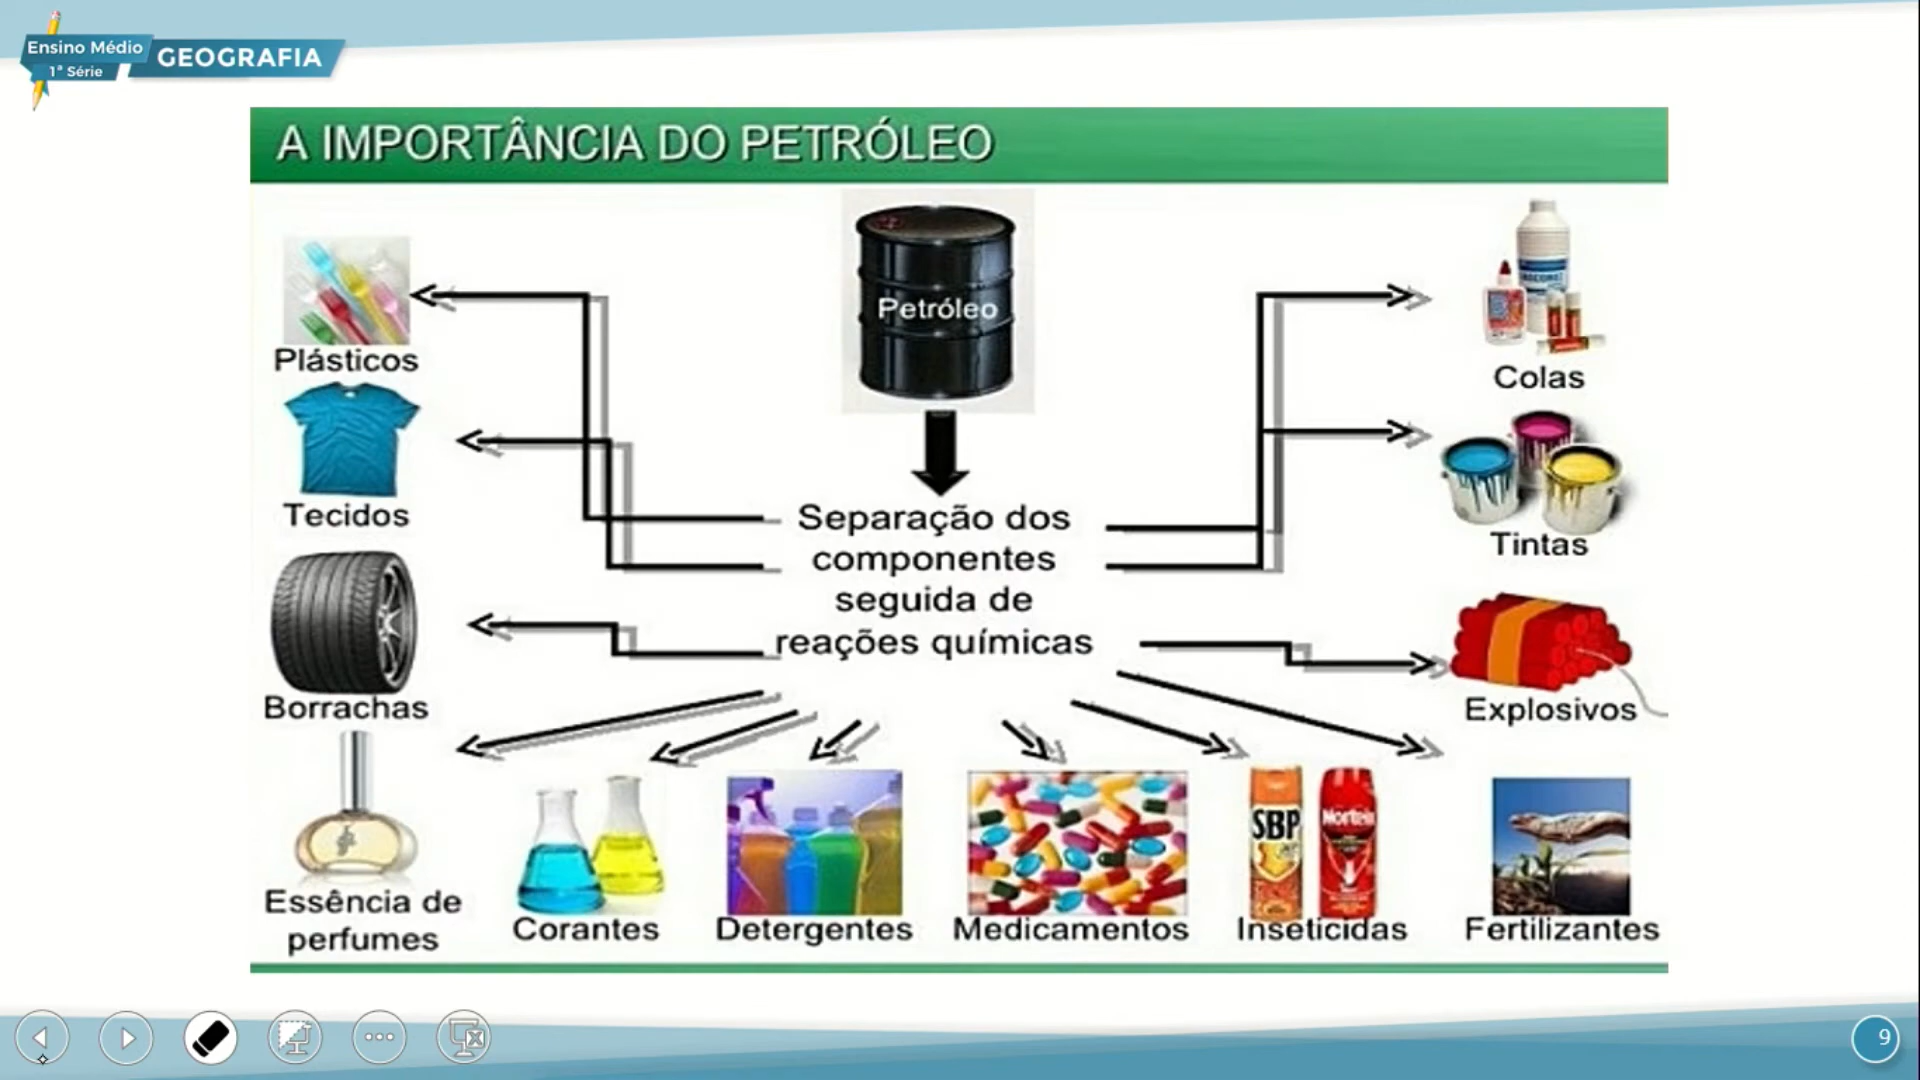 Ensino Médio
1ª Série
GEOGRAFIA
A IMPORTÂNCIA DO PETRÓLEO
Petróleo
Plásticos
Colas
Tecidos
Tintas
Separação dos
componentes
seguida de
reações químicas
Borrachas
Explosivos
SBP
Mortein
Essência de
perfumes
Corantes
Detergentes
Medicamentos
Inseticidas
Fertilizantes
9